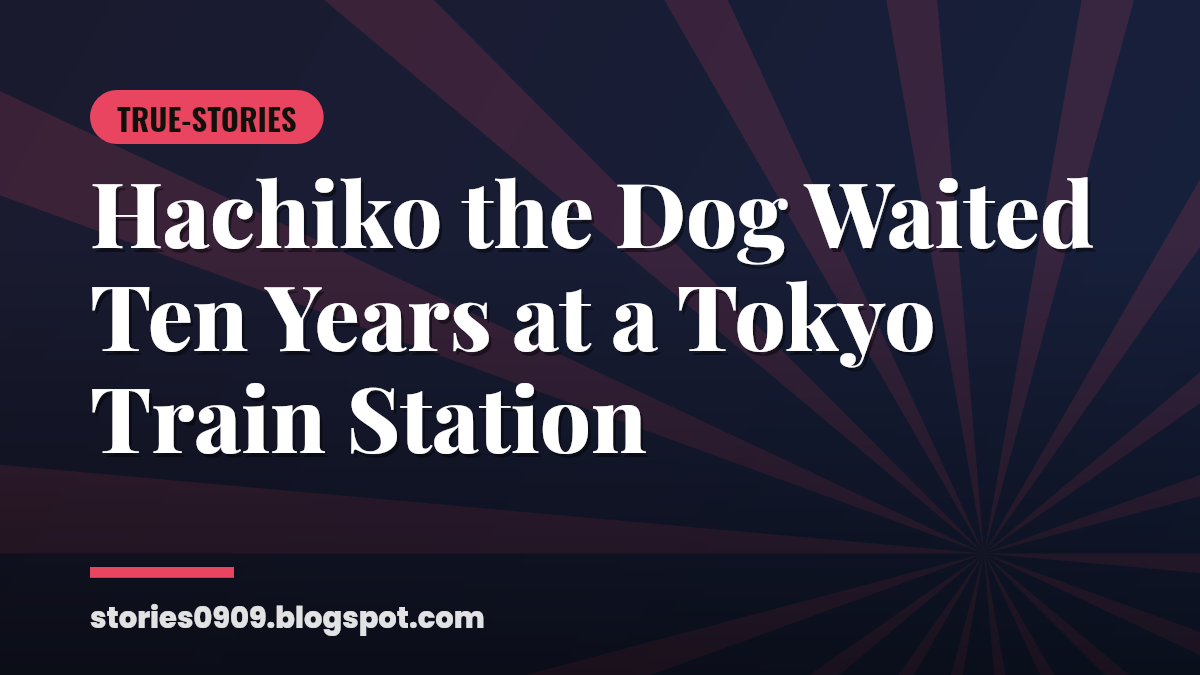 TRUE-STORIES
Hachiko the Dog Waited
Ten Years at a Tokyo
Train Station
stories0909.blogspot.com